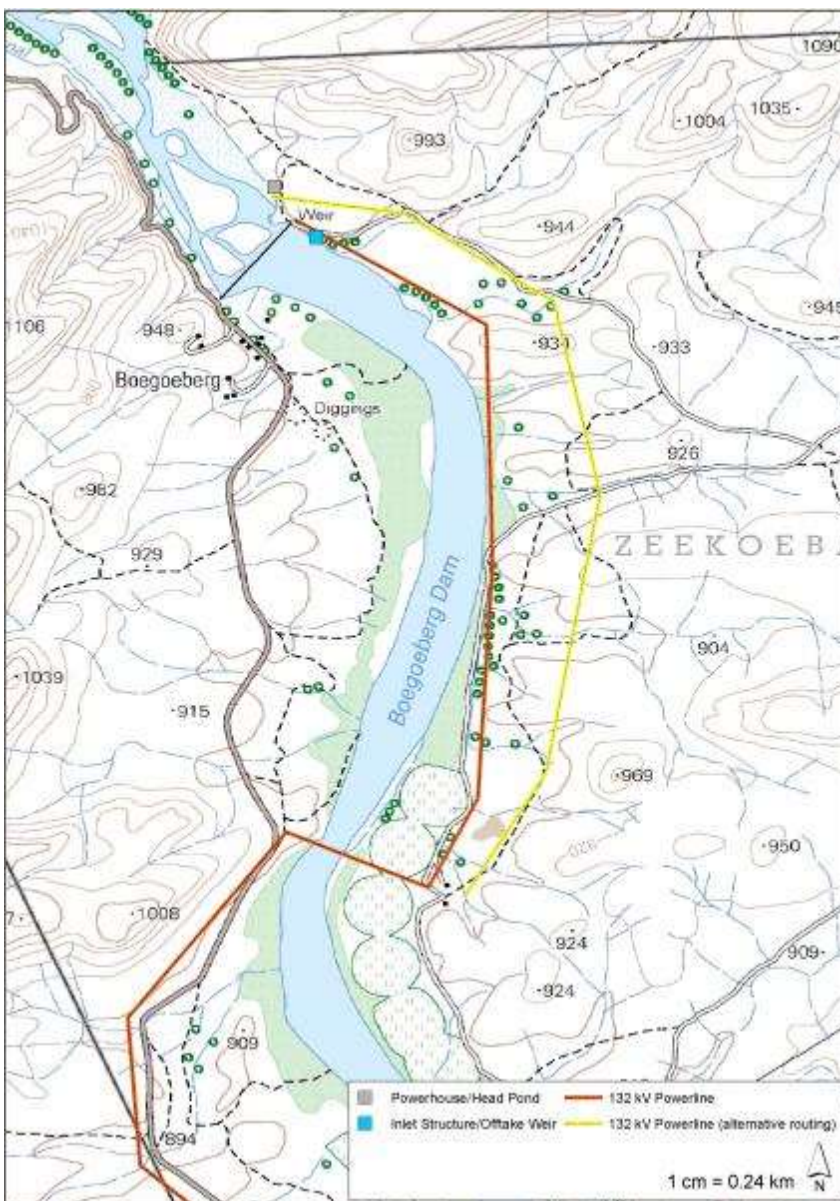 1090
1035
1004
993
Weir
944
945
1106
948
934
933
Boegoeberg
Diggings
926
982
929
ZEEKOEBA
Boegoeberg Dam
904
1039
915
969
950
1008
924
909
924
909
894
Powerhouse/Head Pond
132 kV Powerline
Inlet Structure/Offtake Weir
132 kV Powerline (alternative routing)
1 cm = 0.24 km
N